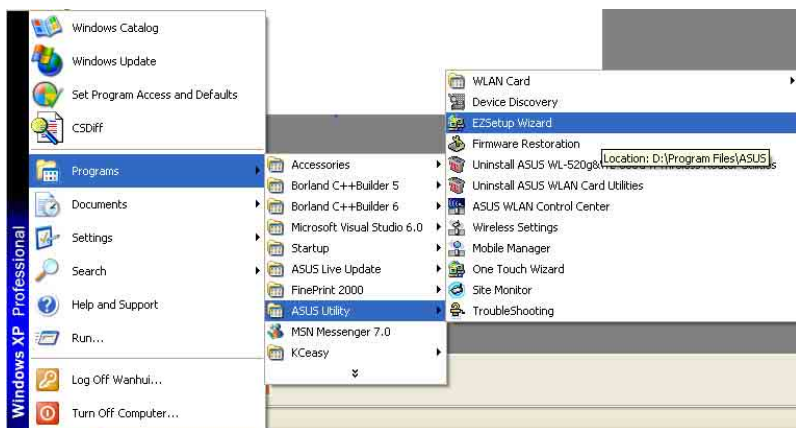 Windows XP Professional
Windows Catalog
Windows Update
Set Program Access and Defaults
CSDiff
Programs
Documents
Settings
Search
Help and Support
Run...
Log Off Wanhui...
Turn Off Computer...
Accessories
Borland C++Builder 5
Borland C++Builder 6
Microsoft Visual Studio 6.0
Startup
ASUS Live Update
FinePrint 2000
ASUS Utility
MSN Messenger 7.0
KCeasy
WLAN Card
Device Discovery
EZSetup Wizard
Firmware Restoration
Location: D:\Program Files\ASUS
Uninstall ASUS WL-520g&
Uninstall ASUS WLAN Card Utilities
ASUS WLAN Control Center
Wireless Settings
Mobile Manager
One Touch Wizard
Site Monitor
TroubleShooting